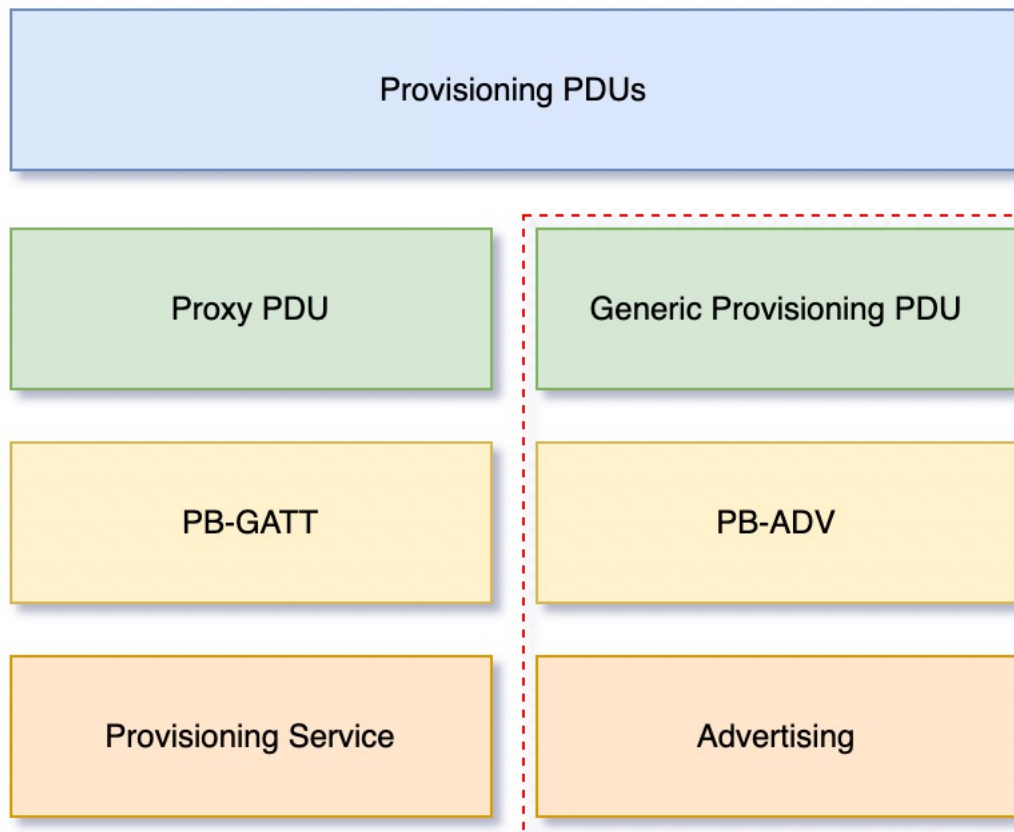 Provisioning PDUs
Proxy PDU
Generic Provisioning PDU
PB-GATT
PB-ADV
Provisioning Service
Advertising